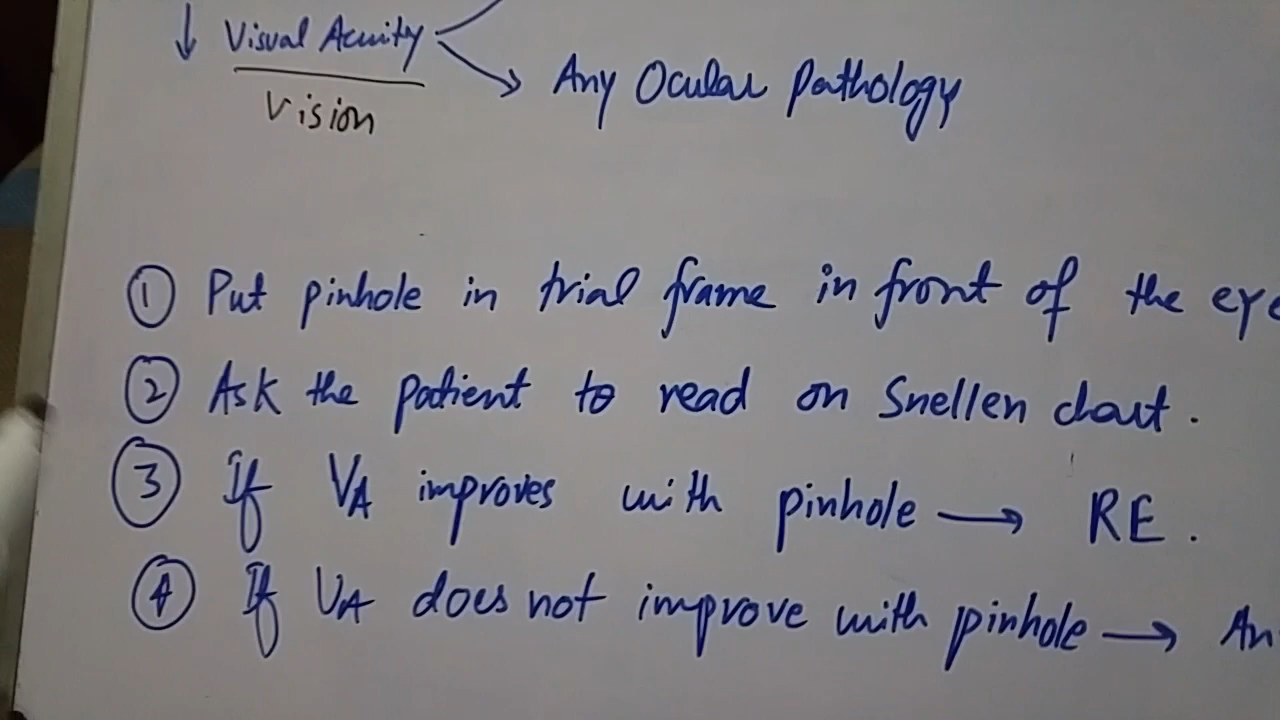 ↓ Visual Acuity
Vision
→ Any Ocular Pathology
① Put pinhole in trial frame in front of the eye
② Ask the patient to read on Snellen chart.
③ If VA improves with pinhole → RE.
④ If VA does not improve with pinhole → An